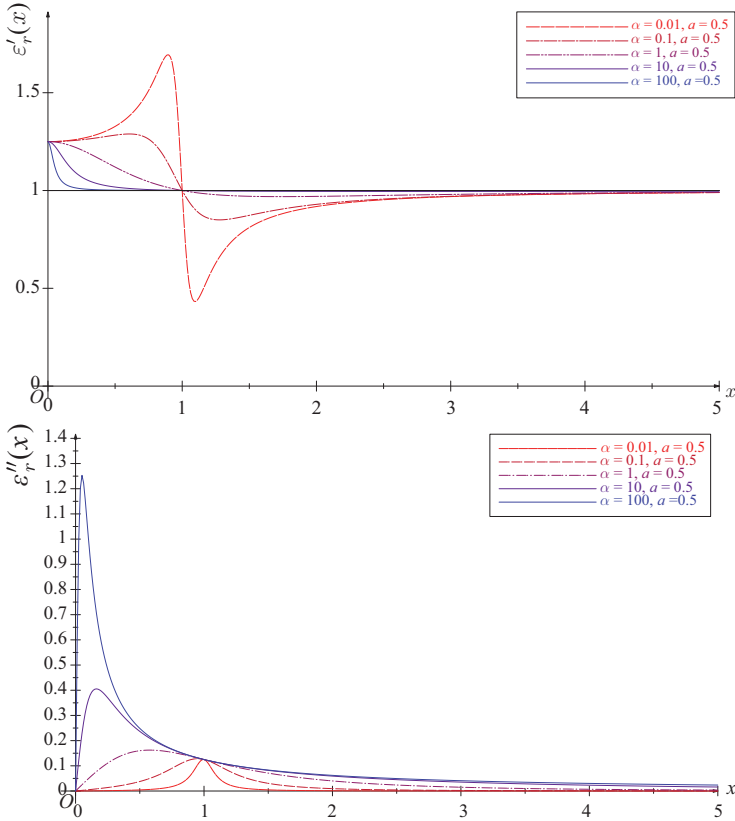 ε′r(x)
α = 0.01, a = 0.5
α = 0.1, a = 0.5
α = 1, a = 0.5
α = 10, a = 0.5
α = 100, a =0.5
1.5
1
0.5
0
O
0 1 2 3 4 5 x
ε″r(x)
α = 0.01, a = 0.5
α = 0.1, a = 0.5
α = 1, a = 0.5
α = 10, a = 0.5
α = 100, a =0.5
1.4
1.3
1.2
1.1
1
0.9
0.8
0.7
0.6
0.5
0.4
0.3
0.2
0.1
0
O
0 1 2 3 4 5 x